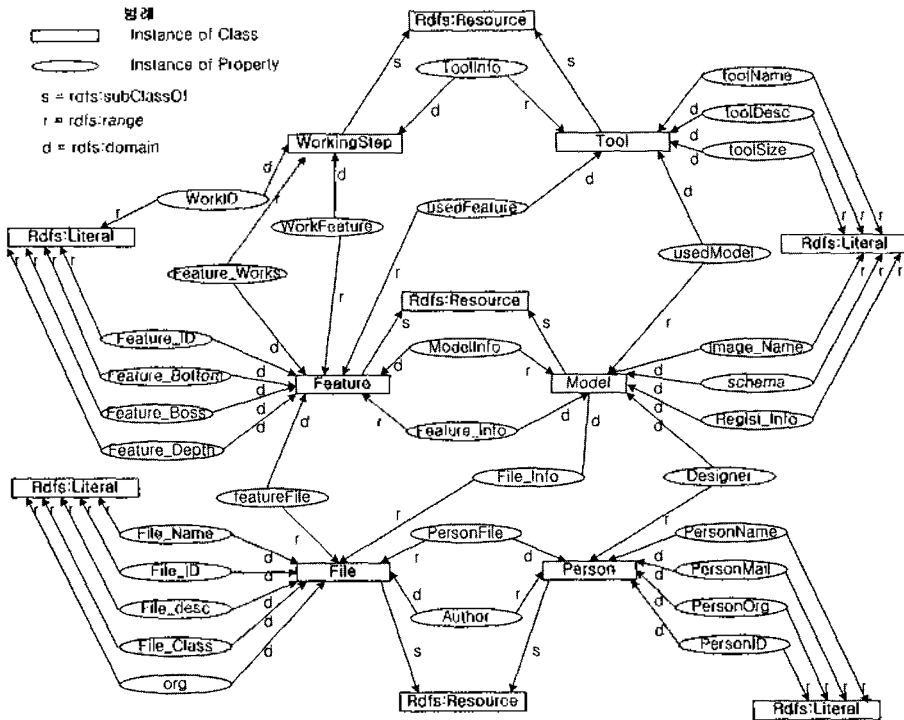 범례
Instance of Class
Instance of Property
s = rdfs:subClassOf
r = rdfs:range
d = rdfs:domain
Rdfs:Resource
s
s
ToolInfo
d
r
toolName
toolDesc
toolSize
d
d
d
WorkingStep
Tool
WorkID
d
r
r
d
d
d
WorkFeature
usedFeature
usedModel
r
r
r
Rdfs:Literal
r
r
r
r
Rdfs:Literal
r
r
r
Feature_Works
r
r
r
Rdfs:Resource
s
s
Feature_ID
Feature_Bottom
Feature_Boss
Feature_Depth
d
d
d
d
d
Feature
d
ModelInfo
r
Model
Image_Name
schema
Regist_Info
d
d
d
d
r
Feature_Info
d
d
d
Rdfs:Literal
r
r
r
r
r
featureFile
File_Info
Designer
r
r
r
File_Name
File_ID
File_desc
File_Class
org
d
d
d
d
d
File
PersonFile
r
d
Person
PersonName
PersonMail
PersonOrg
PersonID
d
d
d
d
d
Author
r
s
s
Rdfs:Resource
r
r
r
r
Rdfs:Literal